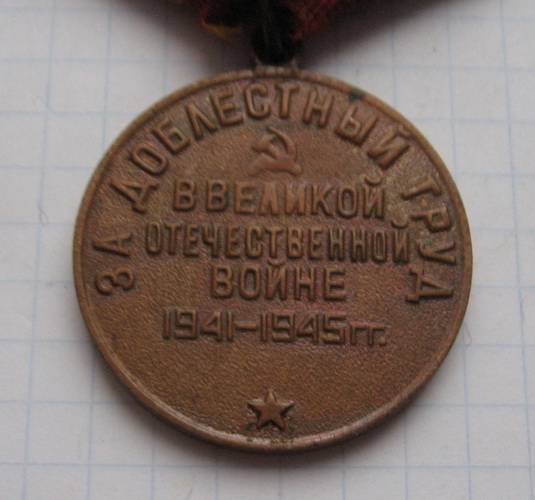 ЗА ДОБЛЕСТНЫЙ ТРУД
В ВЕЛИКОЙ
ОТЕЧЕСТВЕННОЙ
ВОЙНЕ
1941-1945 гг.